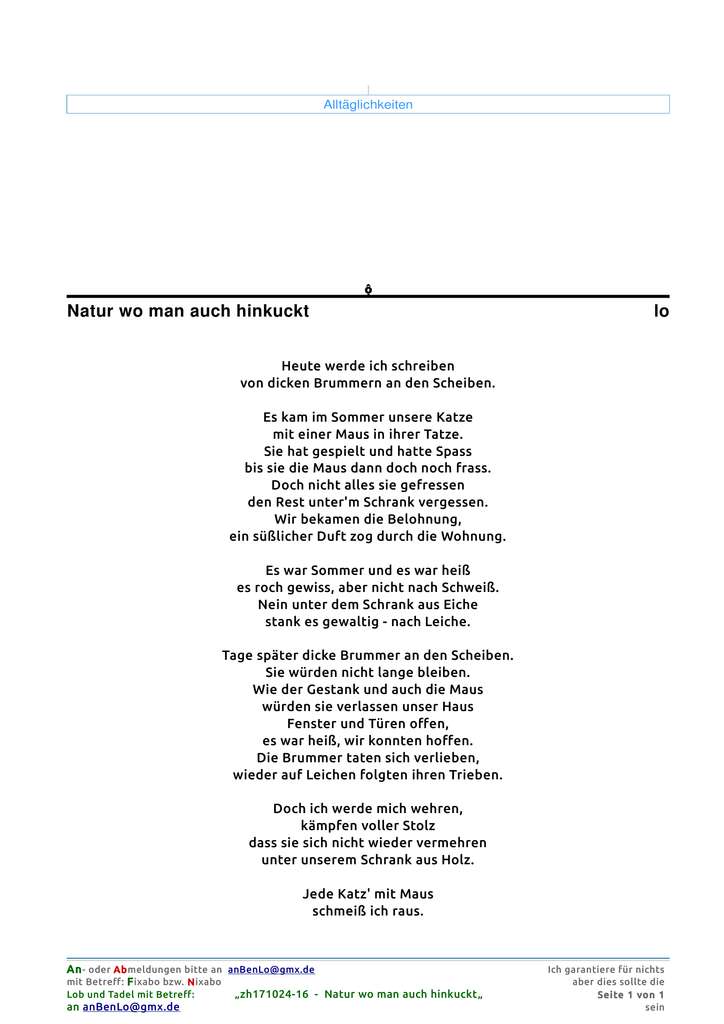 Alltäglichkeiten
Natur wo man auch hinkuckt lo
Heute werde ich schreiben
von dicken Brummern an den Scheiben.
Es kam im Sommer unsere Katze
mit einer Maus in ihrer Tatze.
Sie hat gespielt und hatte Spass
bis sie die Maus dann doch noch frass.
Doch nicht alles sie gefressen
den Rest unter'm Schrank vergessen.
Wir bekamen die Belohnung,
ein süßlicher Duft zog durch die Wohnung.
Es war Sommer und es war heiß
es roch gewiss, aber nicht nach Schweiß.
Nein unter dem Schrank aus Eiche
stank es gewaltig - nach Leiche.
Tage später dicke Brummer an den Scheiben.
Sie würden nicht lange bleiben.
Wie der Gestank und auch die Maus
würden sie verlassen unser Haus
Fenster und Türen offen,
es war heiß, wir konnten hoffen.
Die Brummer taten sich verlieben,
wieder auf Leichen folgten ihren Trieben.
Doch ich werde mich wehren,
kämpfen voller Stolz
dass sie sich nicht wieder vermehren
unter unserem Schrank aus Holz.
Jede Katz' mit Maus
schmeiß ich raus.
An- oder Abmeldungen bitte an anBenLo@gmx.de Ich garantiere für nichts
mit Betreff: Fixabo bzw. Nixabo aber dies sollte die
Lob und Tadel mit Betreff: „zh171024-16 - Natur wo man auch hinkuckt„ Seite 1 von 1
an anBenLo@gmx.de sein